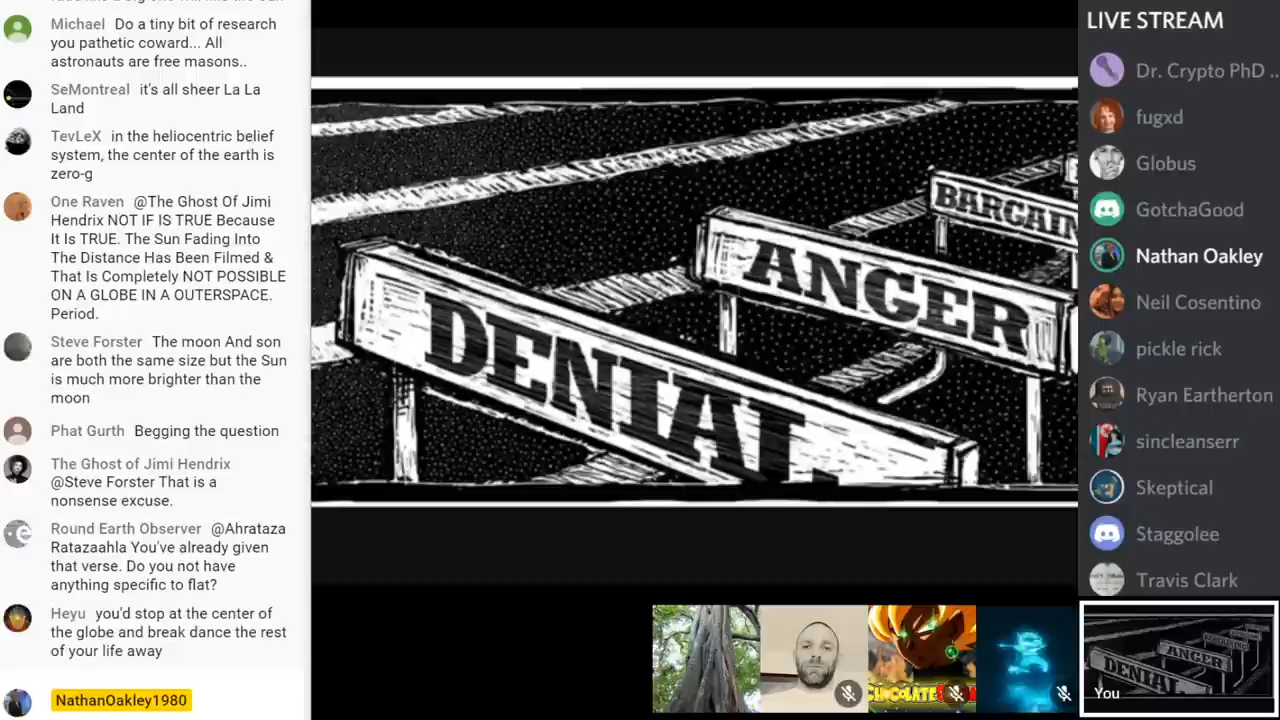 Michael Do a tiny bit of research
you pathetic coward... All
astronauts are free masons..
SeMontreal it's all sheer La La
Land
TevLeX in the heliocentric belief
system, the center of the earth is
zero-g
One Raven @The Ghost Of Jimi
Hendrix NOT IF IS TRUE Because
It Is TRUE. The Sun Fading Into
The Distance Has Been Filmed &
That Is Completely NOT POSSIBLE
ON A GLOBE IN A OUTERSPACE.
Period.
Steve Forster The moon And son
are both the same size but the Sun
is much more brighter than the
moon
Phat Gurth Begging the question
The Ghost of Jimi Hendrix
@Steve Forster That is a
nonsense excuse.
Round Earth Observer @Ahrataza
Ratazaahla You've already given
that verse. Do you not have
anything specific to flat?
Heyu you'd stop at the center of
the globe and break dance the rest
of your life away
NathanOakley1980
BARGAIN
ANGER
DENIAL
LIVE STREAM
Dr. Crypto PhD ..
fugxd
Globus
GotchaGood
Nathan Oakley
Neil Cosentino
pickle rick
Ryan Eartherton
sincleanserr
Skeptical
Staggolee
Travis Clark
ANGER
DENIAL
You